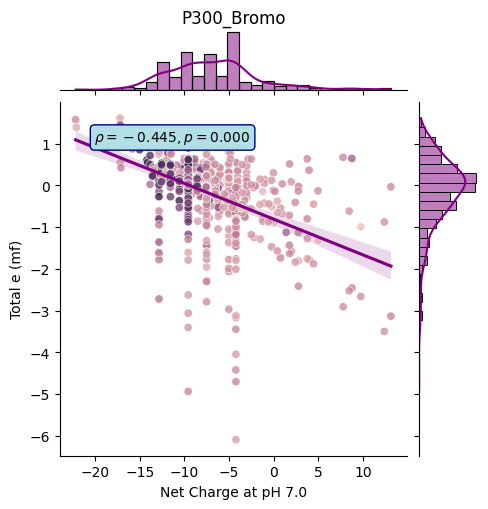 P300_Bromo
ρ = −0.445, p = 0.000
1
0
−1
−2
−3
−4
−5
−6
Total e (mf)
−20 −15 −10 −5 0 5 10
Net Charge at pH 7.0